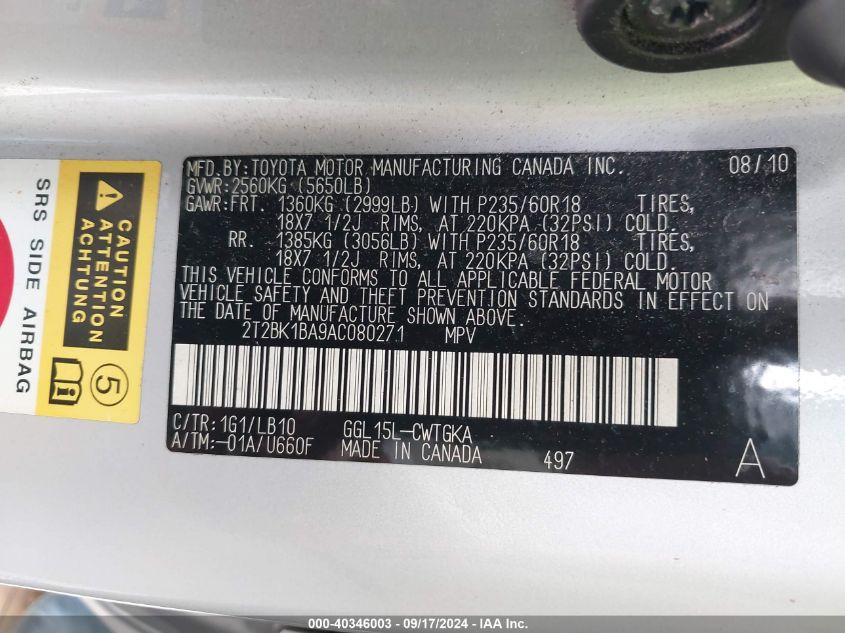 MFD.BY:TOYOTA MOTOR MANUFACTURING CANADA INC. 08/10
GVWR:2560KG (5650LB)
GAWR:FRT. 1360KG (2999LB) WITH P235/60R18 TIRES,
18X7 1/2J RIMS, AT 220KPA (32PSI) COLD.
RR. 1385KG (3056LB) WITH P235/60R18 TIRES,
18X7 1/2J RIMS, AT 220KPA (32PSI) COLD.
THIS VEHICLE CONFORMS TO ALL APPLICABLE FEDERAL MOTOR
VEHICLE SAFETY AND THEFT PREVENTION STANDARDS IN EFFECT ON
THE DATE OF MANUFACTURE SHOWN ABOVE.
2T2BK1BA9AC080271 MPV
C/TR:1G1/LB10 GGL15L-CWTGKA
A/TM:-01A/U660F MADE IN CANADA 497 A
CAUTION
ATTENTION
ACHTUNG
5
SRS SIDE AIRBAG
000-40346003 - 09/17/2024 - IAA Inc.